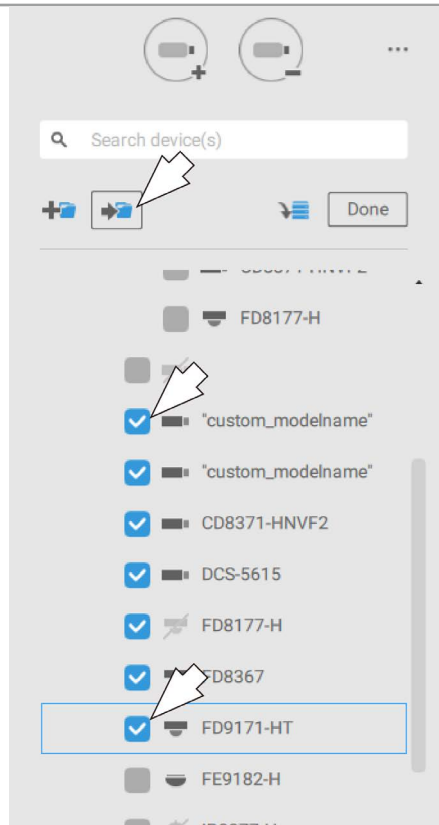 Search device(s)
Done
FD8177-H
"custom_modelname"
"custom_modelname"
CD8371-HNVF2
DCS-5615
FD8177-H
FD8367
FD9171-HT
FE9182-H